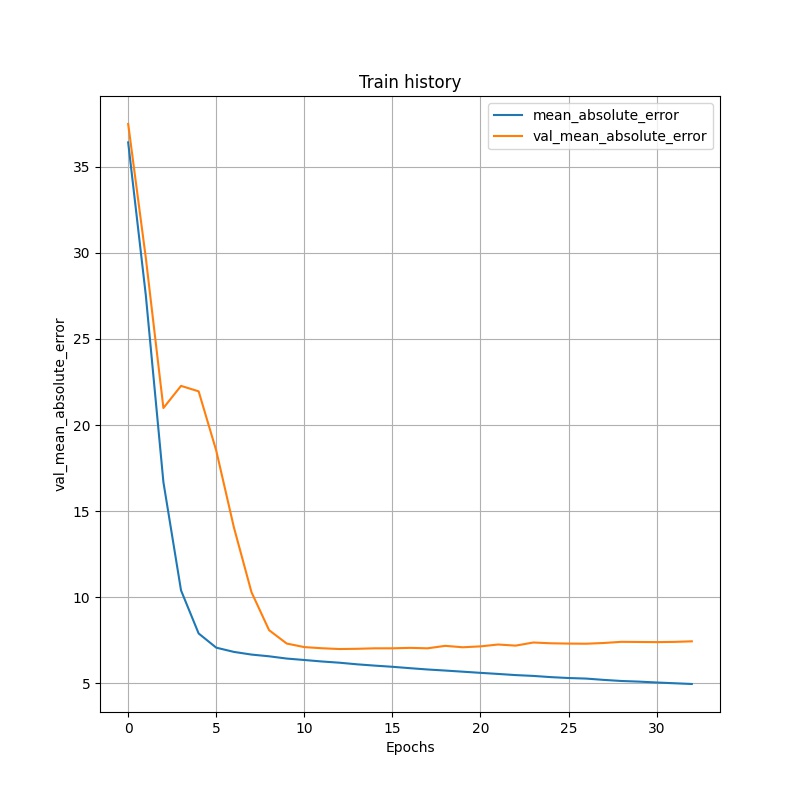 Train history
mean_absolute_error
val_mean_absolute_error
val_mean_absolute_error
35
30
25
20
15
10
5
0 5 10 15 20 25 30
Epochs